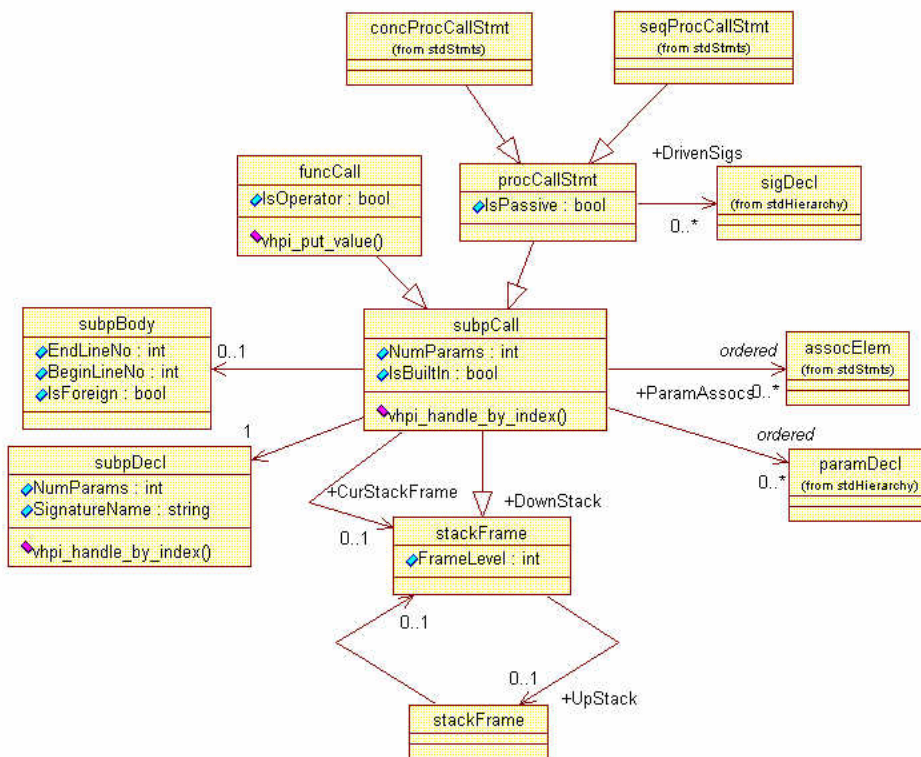 concProcCallStmt
(from stdStmts)
seqProcCallStmt
(from stdStmts)
funcCall
IsOperator : bool
vhpi_put_value()
procCallStmt
IsPassive : bool
+DrivenSigs
0..*
sigDecl
(from stdHierarchy)
subpBody
EndLineNo : int
BeginLineNo : int
IsForeign : bool
0..1
subpCall
NumParams : int
IsBuiltIn : bool
vhpi_handle_by_index()
ordered
+ParamAssocs
0..*
assocElem
(from stdStmts)
1
subpDecl
NumParams : int
SignatureName : string
vhpi_handle_by_index()
ordered
0..*
paramDecl
(from stdHierarchy)
+CurStackFrame
0..1
+DownStack
stackFrame
FrameLevel : int
0..1
0..1
+UpStack
stackFrame